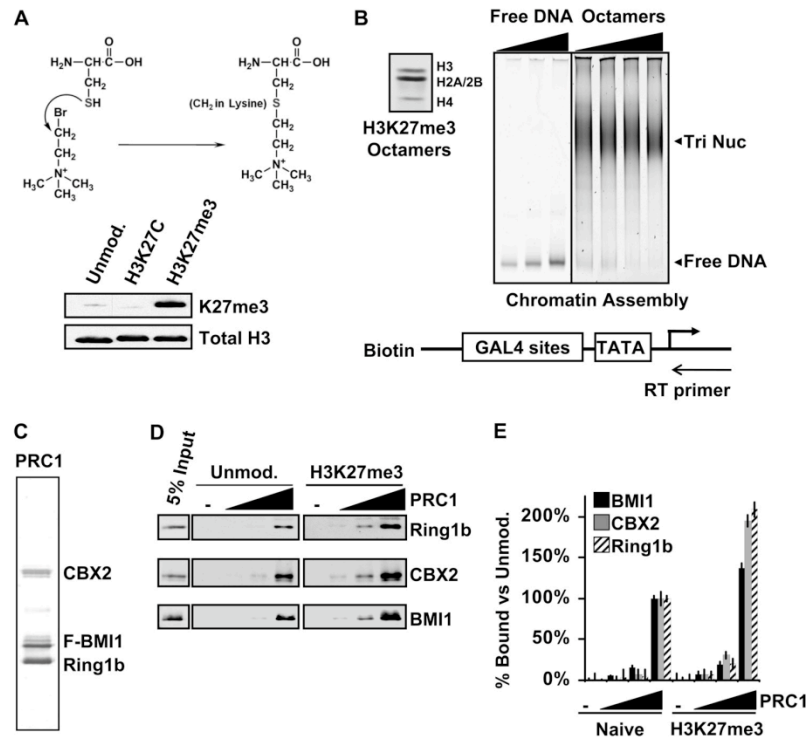 A
H₂N–CH–C–OH
O
CH₂
SH
Br
CH₂
CH₂
N⁺
H₃C CH₃
CH₃
H₂N–CH–C–OH
O
CH₂
(CH₂ in Lysine) S
CH₂
CH₂
N⁺
H₃C CH₃
CH₃
Unmod.
H3K27C
H3K27me3
K27me3
Total H3
B
Free DNA Octamers
H3
H2A/2B
H4
H3K27me3
Octamers
Tri Nuc
Free DNA
Chromatin Assembly
Biotin GAL4 sites TATA
RT primer
C
PRC1
CBX2
F-BMI1
Ring1b
D
5% Input
Unmod. H3K27me3
- - PRC1
Ring1b
CBX2
BMI1
E
BMI1
CBX2
Ring1b
% Bound vs Unmod.
200%
150%
100%
50%
0%
- - PRC1
Naive H3K27me3